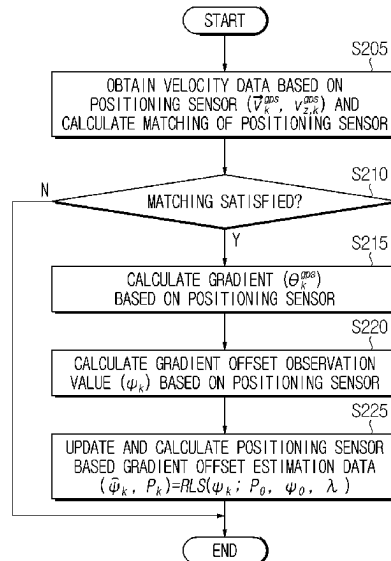 START
S205
OBTAIN VELOCITY DATA BASED ON
POSITIONING SENSOR (v⃗ₖᵍᵖˢ, v_{z,k}^{gps}) AND
CALCULATE MATCHING OF POSITIONING SENSOR
S210
N
MATCHING SATISFIED?
Y
S215
CALCULATE GRADIENT (θₖᵍᵖˢ)
BASED ON POSITIONING SENSOR
S220
CALCULATE GRADIENT OFFSET OBSERVATION
VALUE (ψₖ) BASED ON POSITIONING SENSOR
S225
UPDATE AND CALCULATE POSITIONING SENSOR
BASED GRADIENT OFFSET ESTIMATION DATA
(ψ̂ₖ, Pₖ)=RLS(ψₖ; P₀, ψ₀, λ)
END